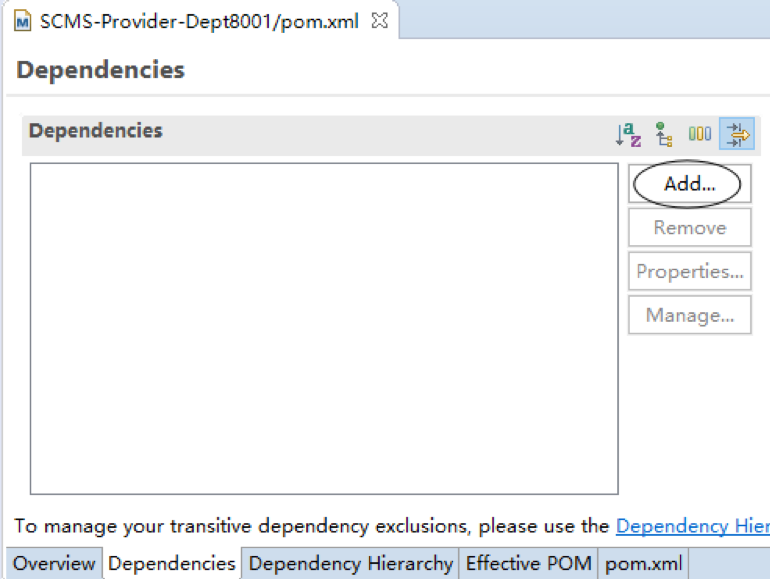 SCMS-Provider-Dept8001/pom.xml
Dependencies
Dependencies
Add...
Remove
Properties...
Manage...
To manage your transitive dependency exclusions, please use the Dependency Hier
Overview Dependencies Dependency Hierarchy Effective POM pom.xml